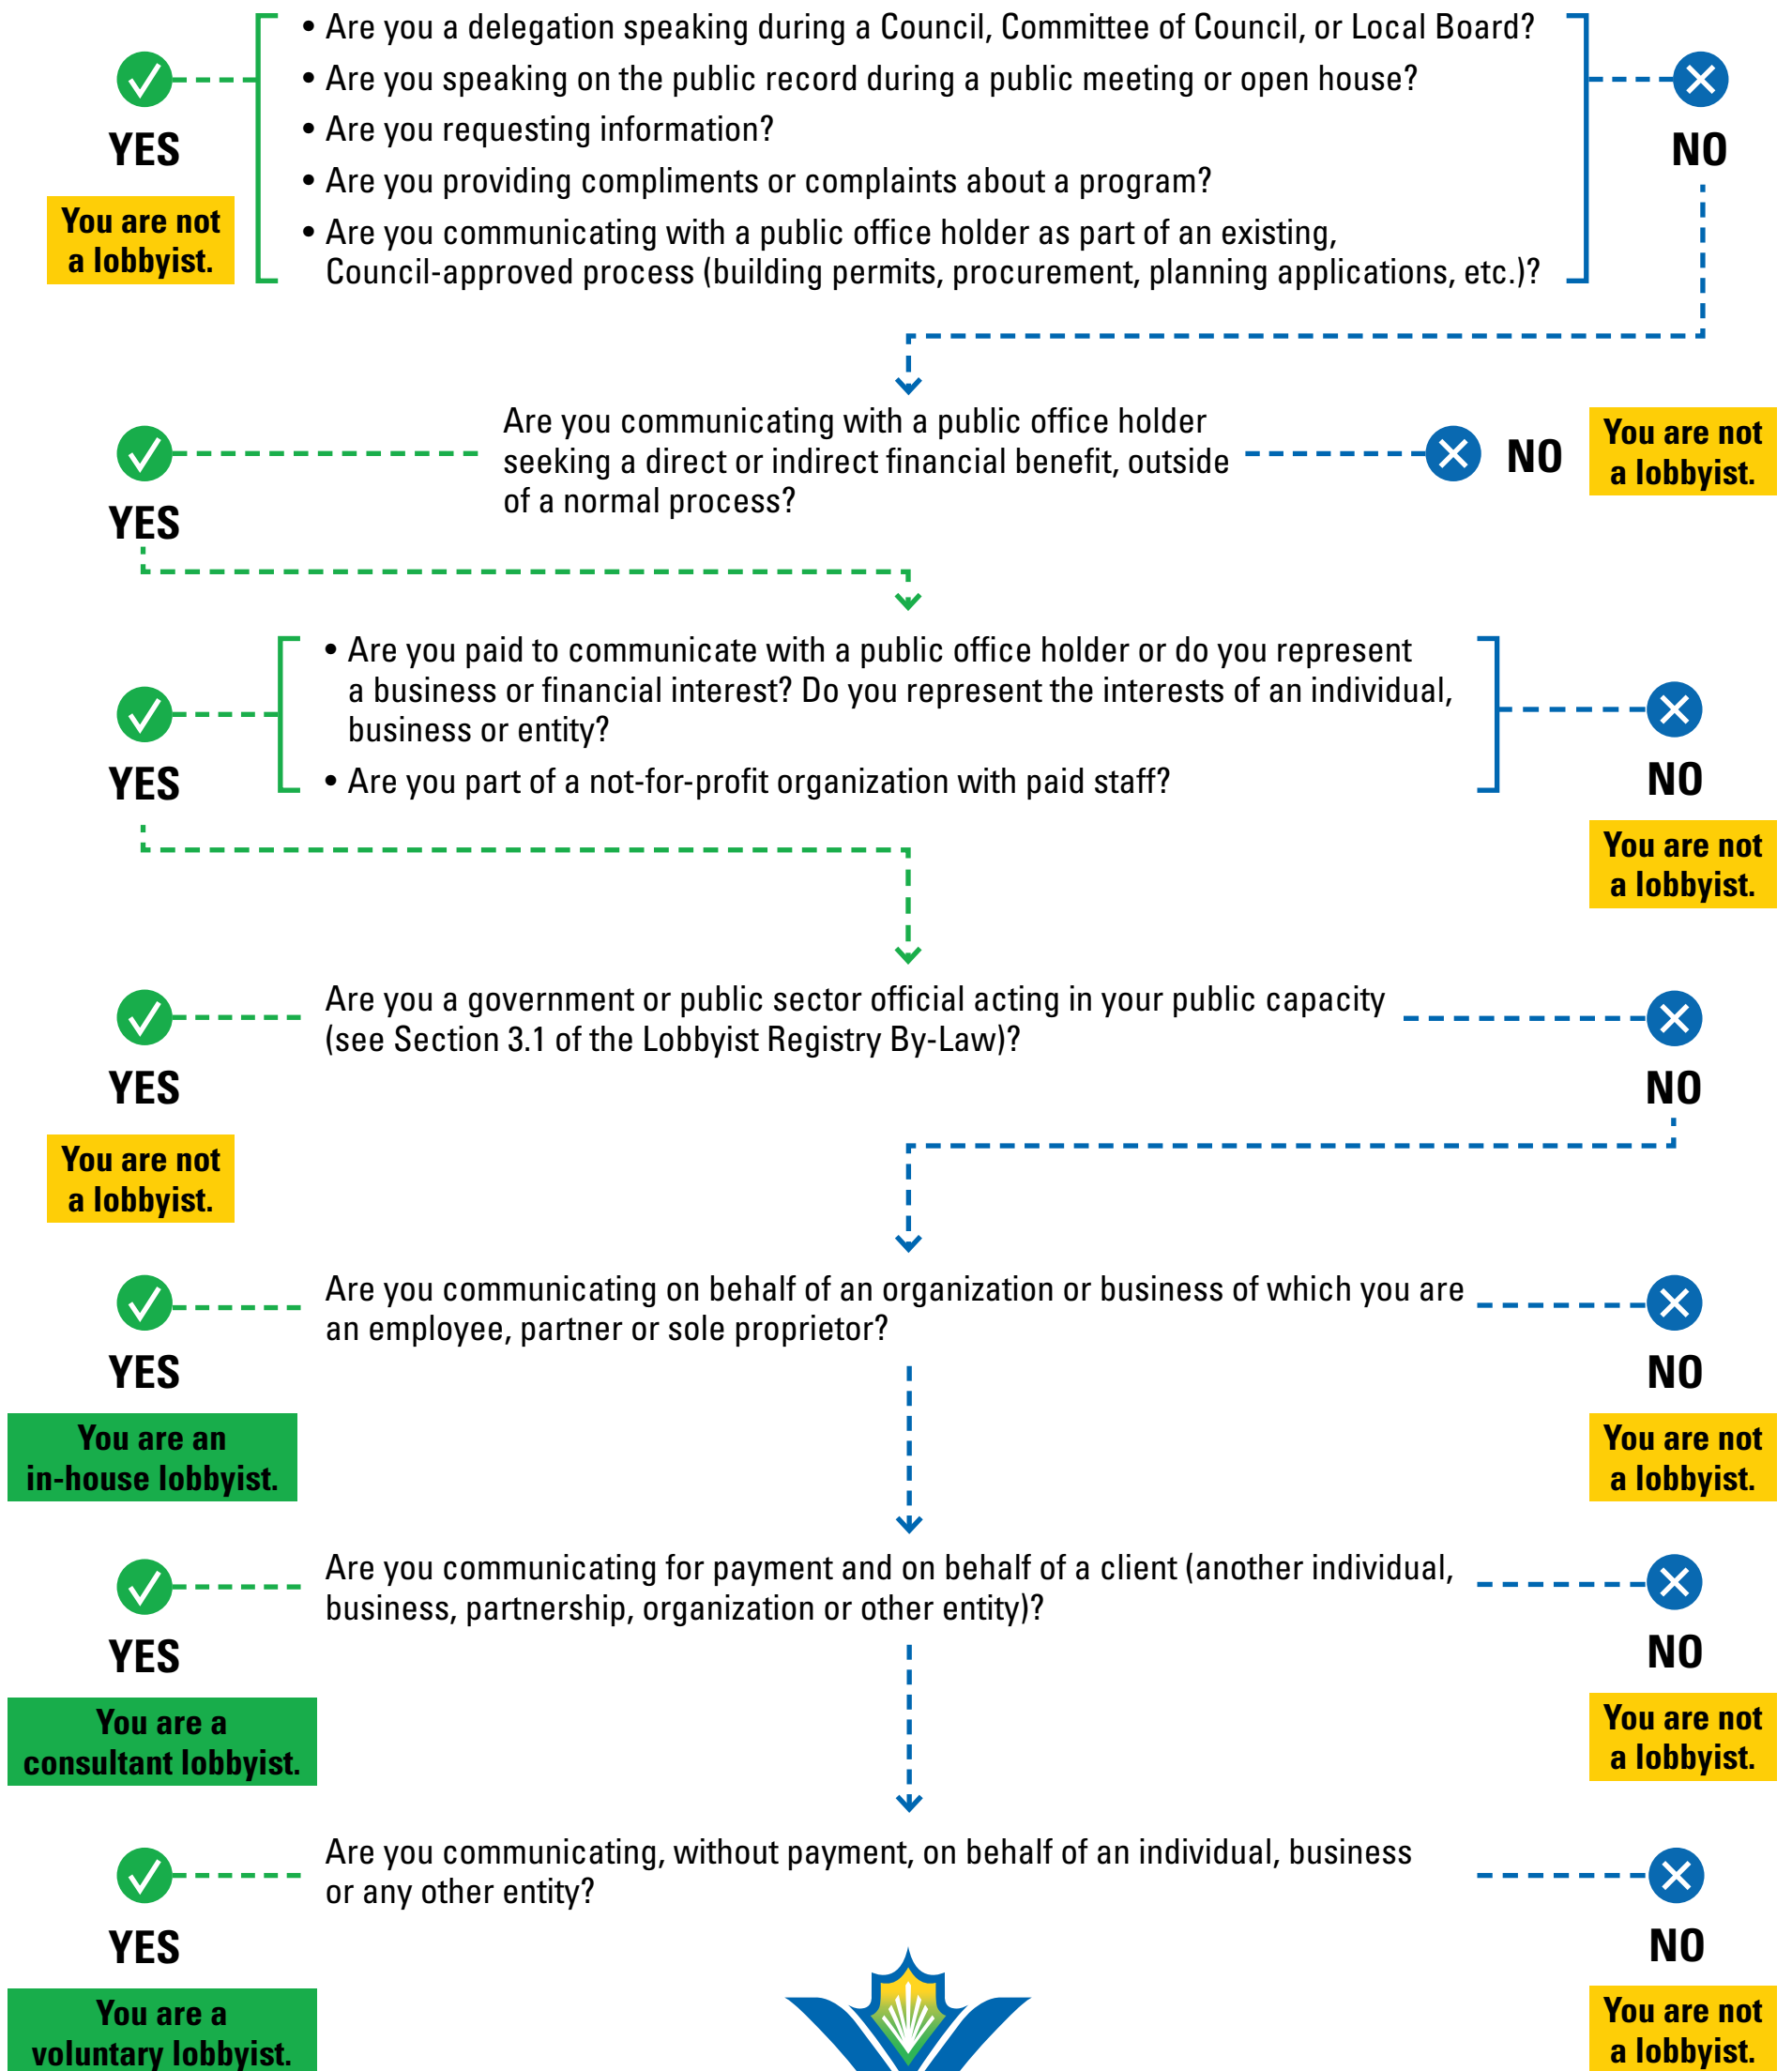 • Are you a delegation speaking during a Council, Committee of Council, or Local Board?
• Are you speaking on the public record during a public meeting or open house?
• Are you requesting information?
• Are you providing compliments or complaints about a program?
• Are you communicating with a public office holder as part of an existing,
Council-approved process (building permits, procurement, planning applications, etc.)?
YES
You are not
a lobbyist.
NO
Are you communicating with a public office holder
seeking a direct or indirect financial benefit, outside
of a normal process?
YES
NO
You are not
a lobbyist.
• Are you paid to communicate with a public office holder or do you represent
a business or financial interest? Do you represent the interests of an individual,
business or entity?
• Are you part of a not-for-profit organization with paid staff?
YES
NO
You are not
a lobbyist.
Are you a government or public sector official acting in your public capacity
(see Section 3.1 of the Lobbyist Registry By-Law)?
YES
You are not
a lobbyist.
NO
Are you communicating on behalf of an organization or business of which you are
an employee, partner or sole proprietor?
YES
You are an
in-house lobbyist.
NO
You are not
a lobbyist.
Are you communicating for payment and on behalf of a client (another individual,
business, partnership, organization or other entity)?
YES
You are a
consultant lobbyist.
NO
You are not
a lobbyist.
Are you communicating, without payment, on behalf of an individual, business
or any other entity?
YES
You are a
voluntary lobbyist.
NO
You are not
a lobbyist.